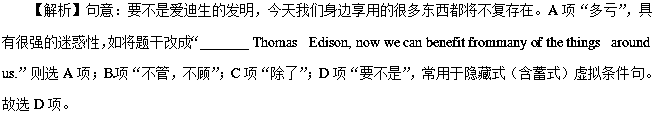 【解析】句意：要不是爱迪生的发明，今天我们身边享用的很多东西都将不复存在。A 项“多亏”，具
有很强的迷惑性，如将题干改成“_______ Thomas Edison, now we can benefit frommany of the things around
us.” 则选 A 项；B项“不管，不顾”；C 项“除了”；D 项“要不是”，常用于隐藏式（含蓄式）虚拟条件句。
故选 D 项。